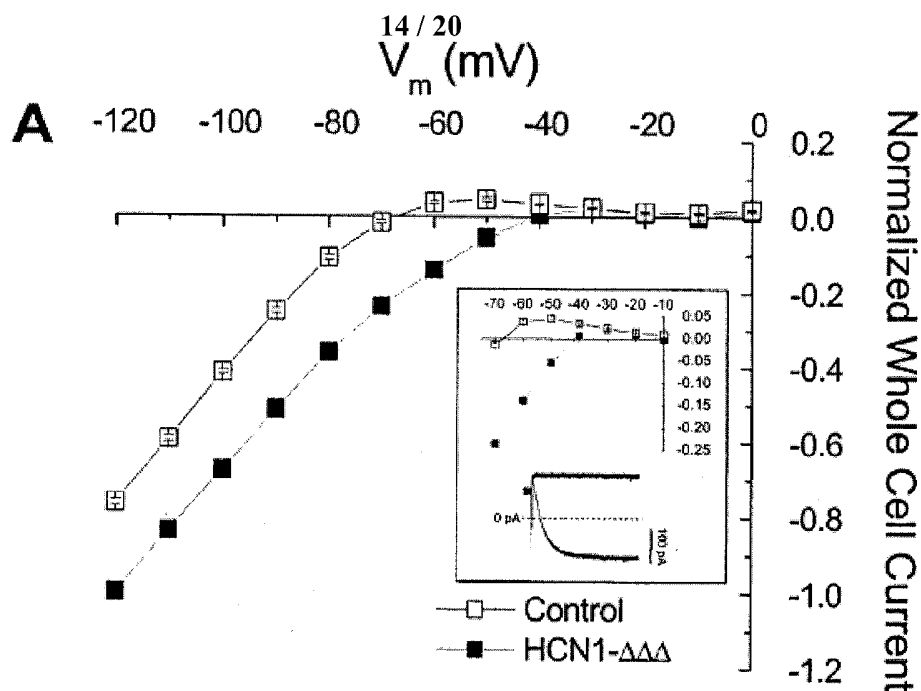 14 / 20
Vm (mV)
A
-120 -100 -80 -60 -40 -20 0
0.2
0.0
-0.2
-0.4
-0.6
-0.8
-1.0
-1.2
Normalized Whole Cell Current
-70 -60 -50 -40 -30 -20 -10
0.05
0.00
-0.05
-0.10
-0.15
-0.20
-0.25
0 pA
100 pA
Control
HCN1-ΔΔΔ